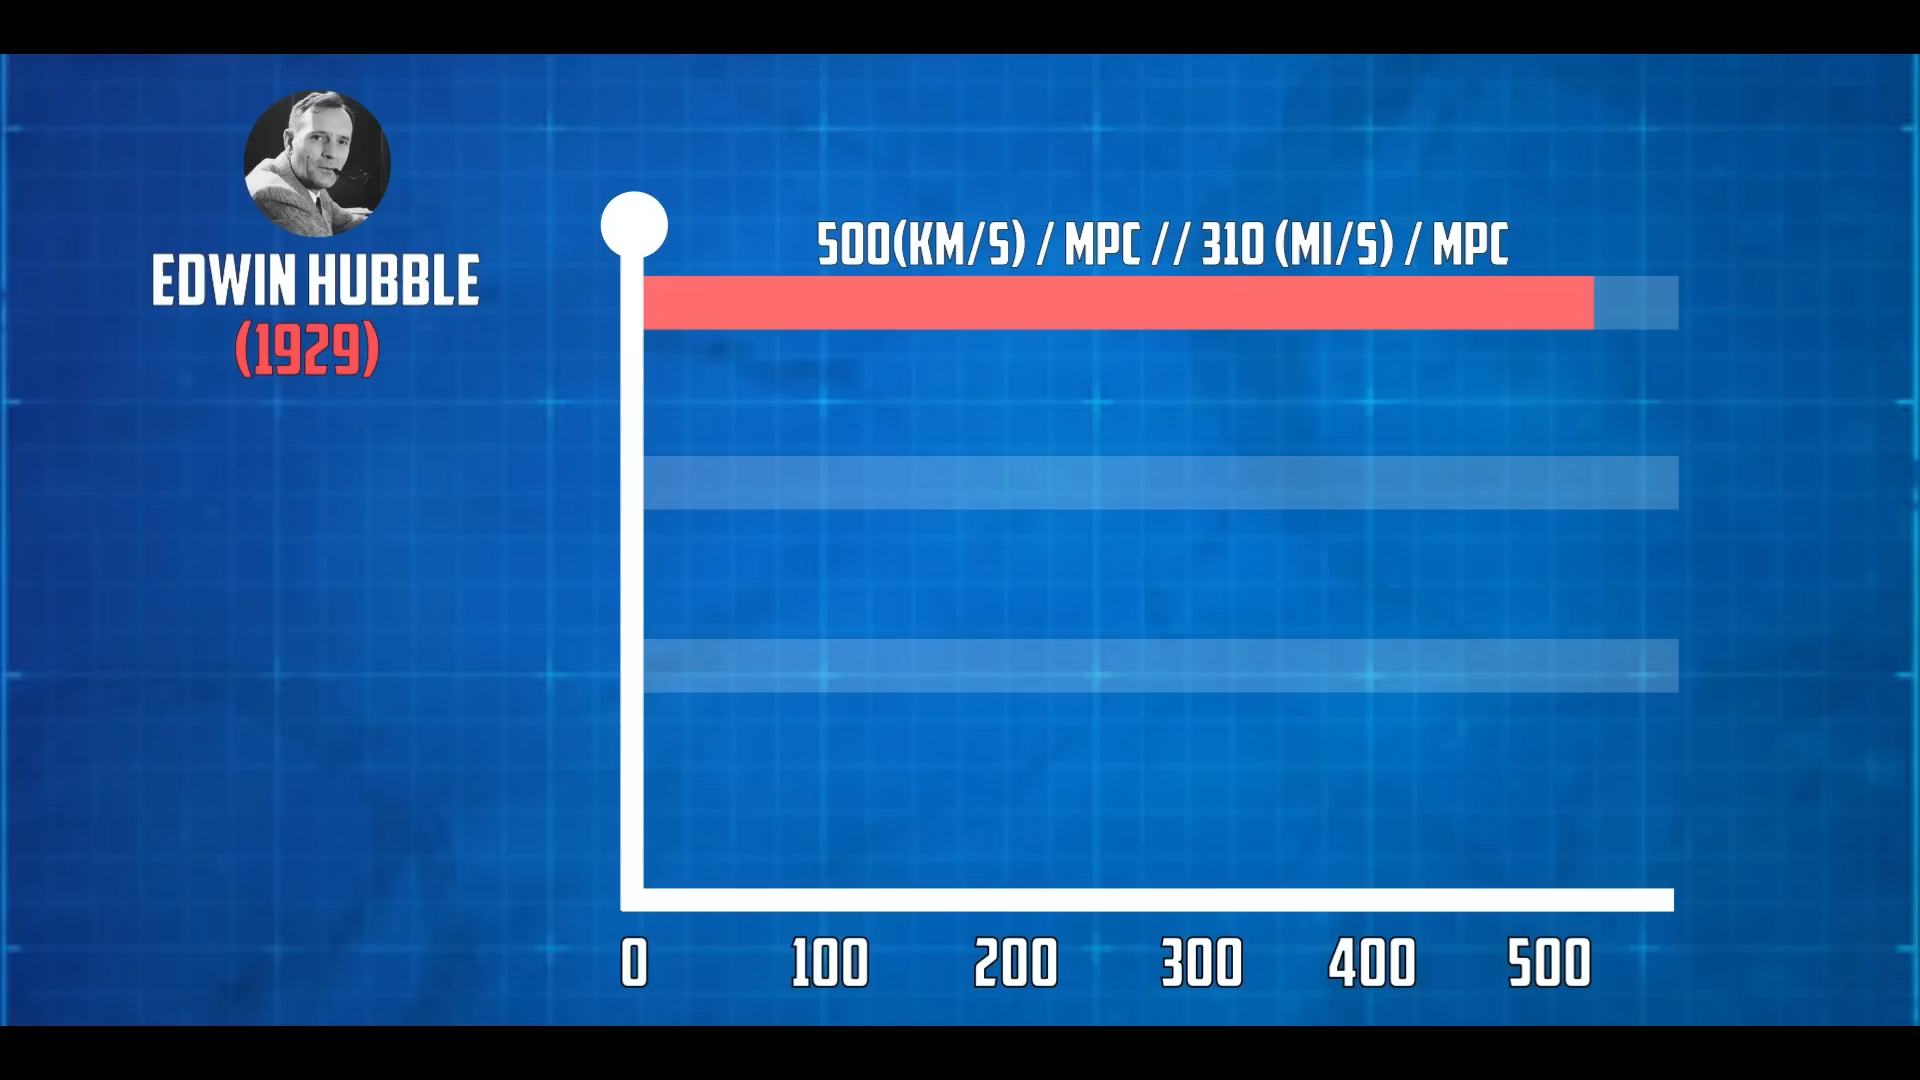 EDWIN HUBBLE
(1929)
500(KM/S) / MPC // 310 (MI/S) / MPC
0 100 200 300 400 500